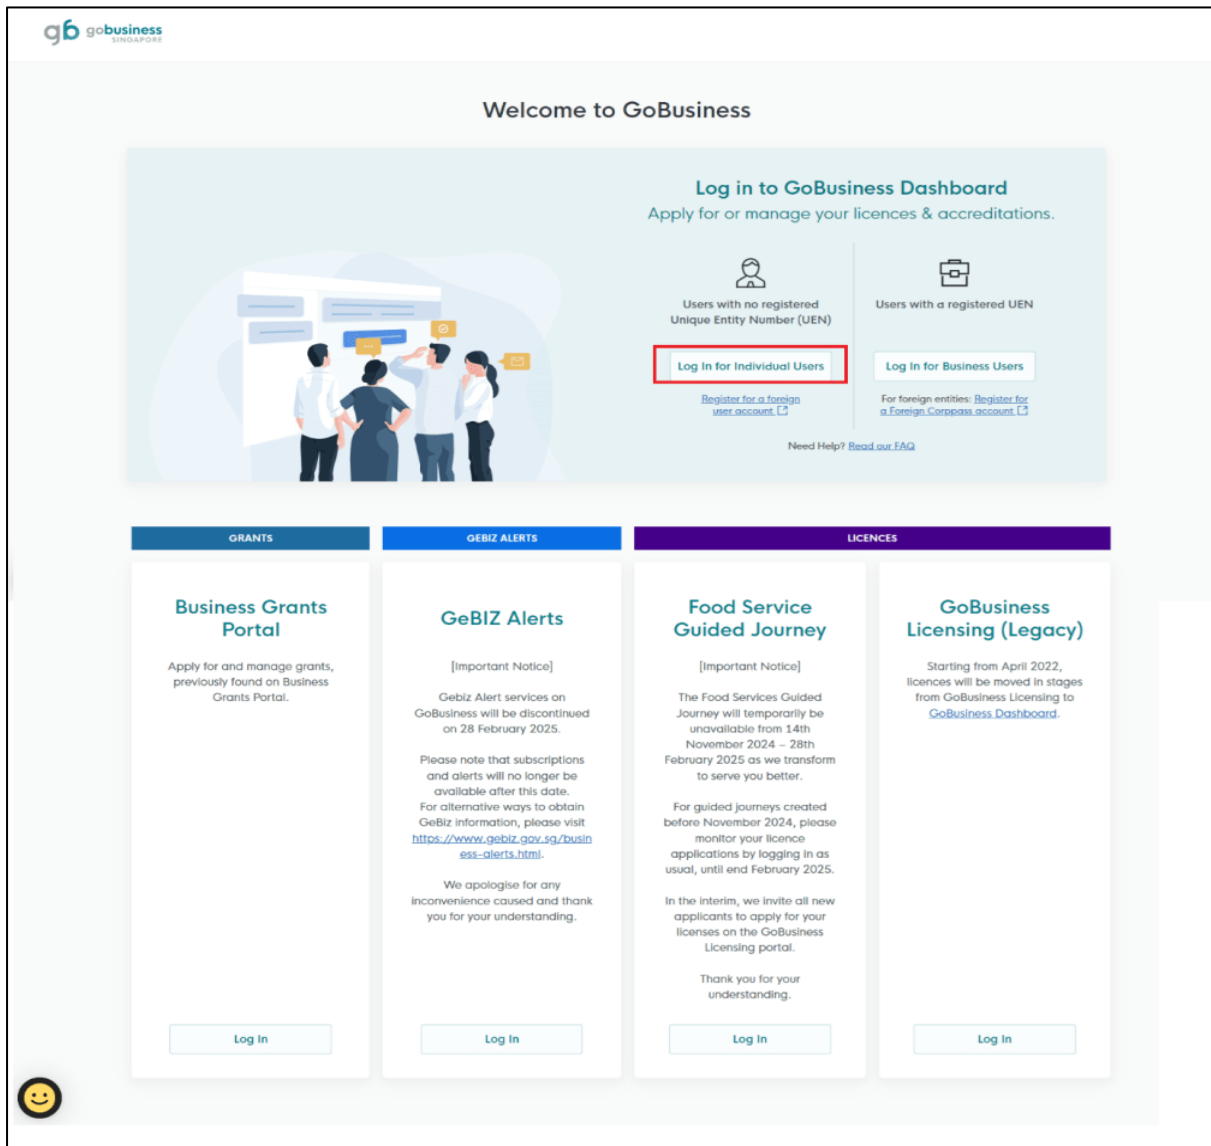 gb gobusiness
SINGAPORE
Welcome to GoBusiness
Log in to GoBusiness Dashboard
Apply for or manage your licences & accreditations.
Users with no registered
Unique Entity Number (UEN)
Log In for Individual Users
Register for a foreign
user account
Users with a registered UEN
Log In for Business Users
For foreign entities: Register for
a Foreign Corppass account
Need Help? Read our FAQ
GRANTS
Business Grants
Portal
Apply for and manage grants,
previously found on Business
Grants Portal.
Log In
GEBIZ ALERTS
GeBIZ Alerts
[Important Notice]
Gebiz Alert services on
GoBusiness will be discontinued
on 28 February 2025.
Please note that subscriptions
and alerts will no longer be
available after this date.
For alternative ways to obtain
GeBiz information, please visit
https://www.gebiz.gov.sg/busin
ess-alerts.html.
We apologise for any
inconvenience caused and thank
you for your understanding.
Log In
LICENCES
Food Service
Guided Journey
[Important Notice]
The Food Services Guided
Journey will temporarily be
unavailable from 14th
November 2024 – 28th
February 2025 as we transform
to serve you better.
For guided journeys created
before November 2024, please
monitor your licence
applications by logging in as
usual, until end February 2025.
In the interim, we invite all new
applicants to apply for your
licenses on the GoBusiness
Licensing portal.
Thank you for your
understanding.
Log In
GoBusiness
Licensing (Legacy)
Starting from April 2022,
licences will be moved in stages
from GoBusiness Licensing to
GoBusiness Dashboard.
Log In